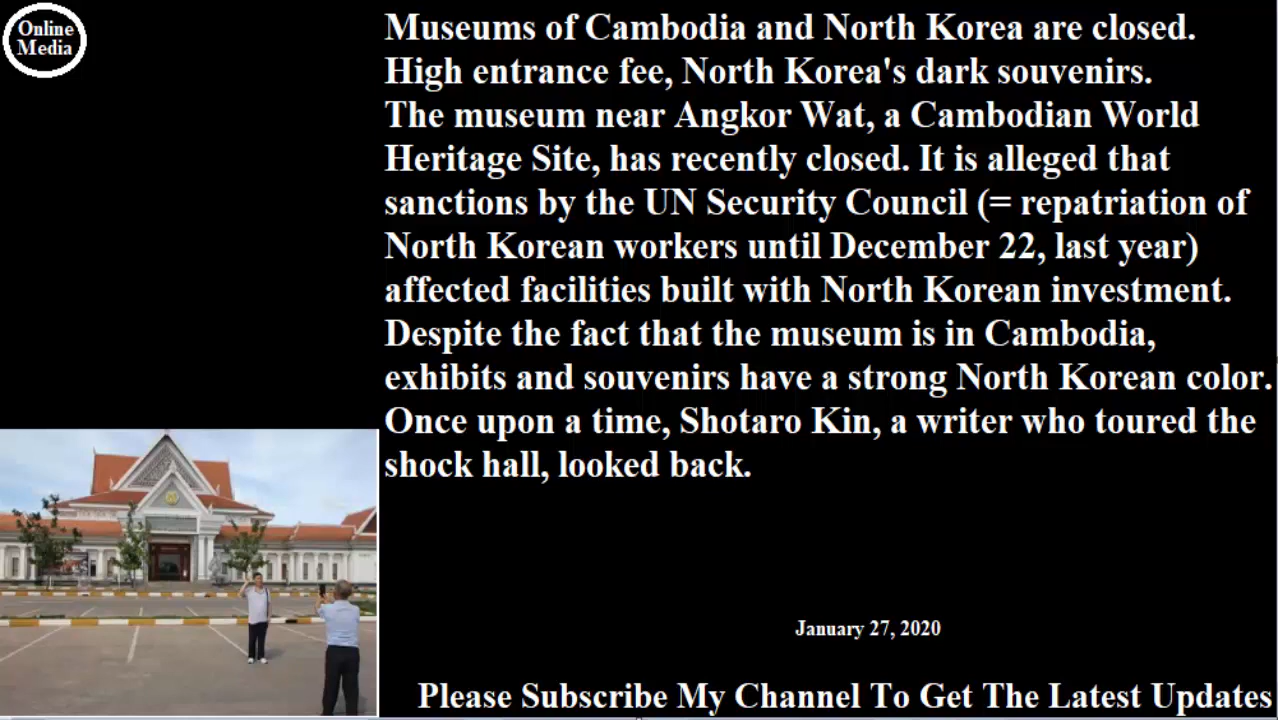 Online
Media
Museums of Cambodia and North Korea are closed.
High entrance fee, North Korea's dark souvenirs.
The museum near Angkor Wat, a Cambodian World
Heritage Site, has recently closed. It is alleged that
sanctions by the UN Security Council (= repatriation of
North Korean workers until December 22, last year)
affected facilities built with North Korean investment.
Despite the fact that the museum is in Cambodia,
exhibits and souvenirs have a strong North Korean color.
Once upon a time, Shotaro Kin, a writer who toured the
shock hall, looked back.
January 27, 2020
Please Subscribe My Channel To Get The Latest Updates